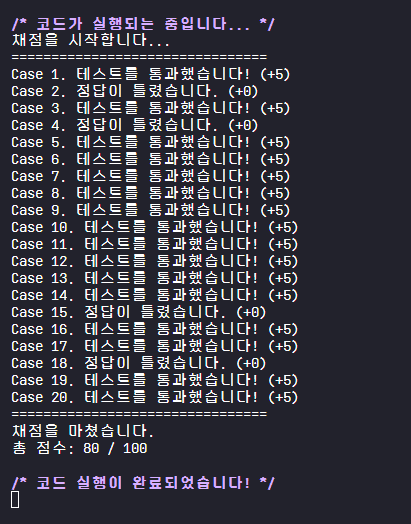 /* 코드가 실행되는 중입니다... */
채점을 시작합니다...
================================
Case 1. 테스트를 통과했습니다! (+5)
Case 2. 정답이 틀렸습니다. (+0)
Case 3. 테스트를 통과했습니다! (+5)
Case 4. 정답이 틀렸습니다. (+0)
Case 5. 테스트를 통과했습니다! (+5)
Case 6. 테스트를 통과했습니다! (+5)
Case 7. 테스트를 통과했습니다! (+5)
Case 8. 테스트를 통과했습니다! (+5)
Case 9. 테스트를 통과했습니다! (+5)
Case 10. 테스트를 통과했습니다! (+5)
Case 11. 테스트를 통과했습니다! (+5)
Case 12. 테스트를 통과했습니다! (+5)
Case 13. 테스트를 통과했습니다! (+5)
Case 14. 테스트를 통과했습니다! (+5)
Case 15. 정답이 틀렸습니다. (+0)
Case 16. 테스트를 통과했습니다! (+5)
Case 17. 테스트를 통과했습니다! (+5)
Case 18. 정답이 틀렸습니다. (+0)
Case 19. 테스트를 통과했습니다! (+5)
Case 20. 테스트를 통과했습니다! (+5)
================================
채점을 마쳤습니다.
총 점수: 80 / 100
/* 코드 실행이 완료되었습니다! */